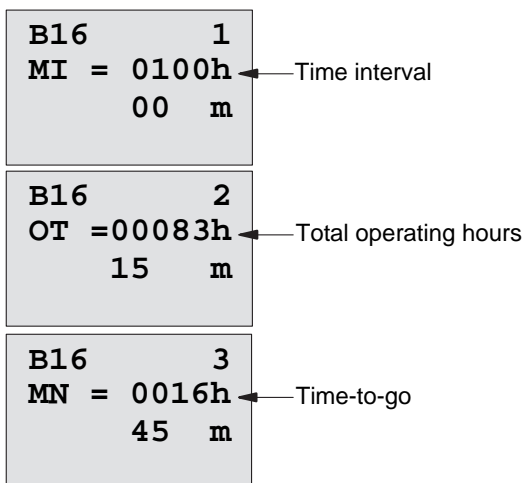 B16 1
MI = 0100h
Time interval
00 m
B16 2
OT =00083h
Total operating hours
15 m
B16 3
MN = 0016h
Time-to-go
45 m